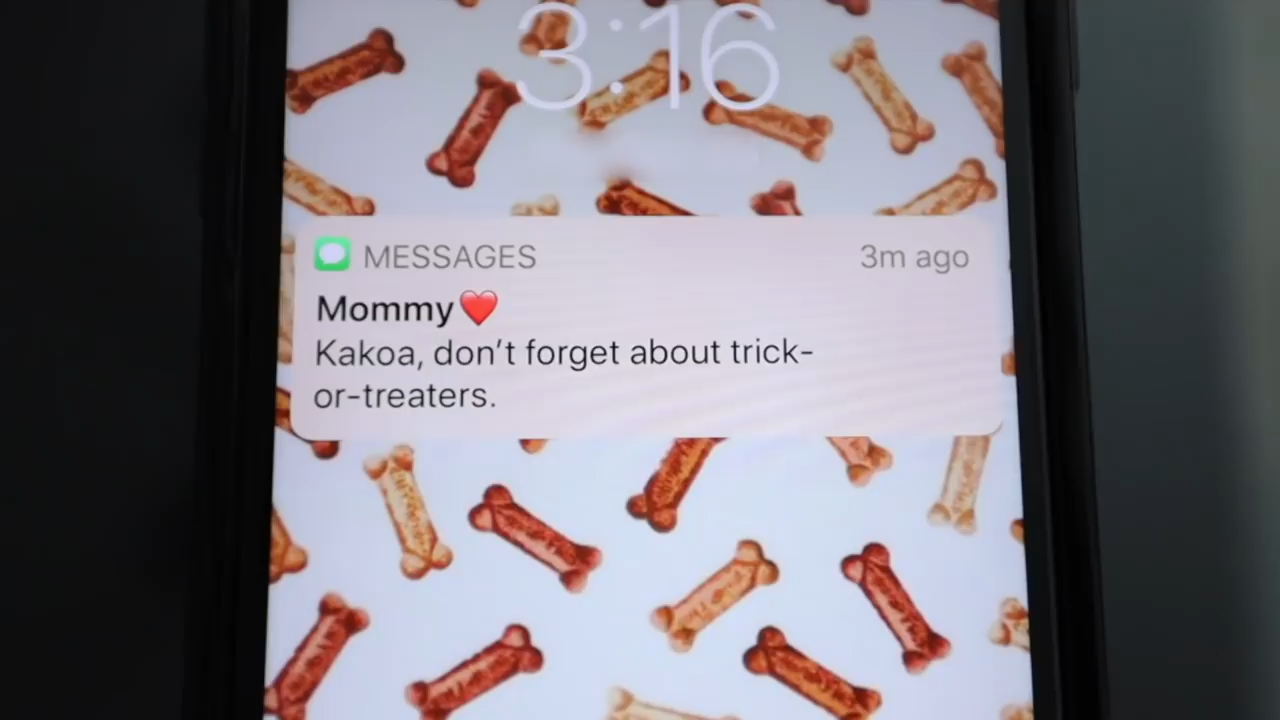 3:16
MESSAGES 3m ago
Mommy❤️
Kakoa, don't forget about trick-
or-treaters.